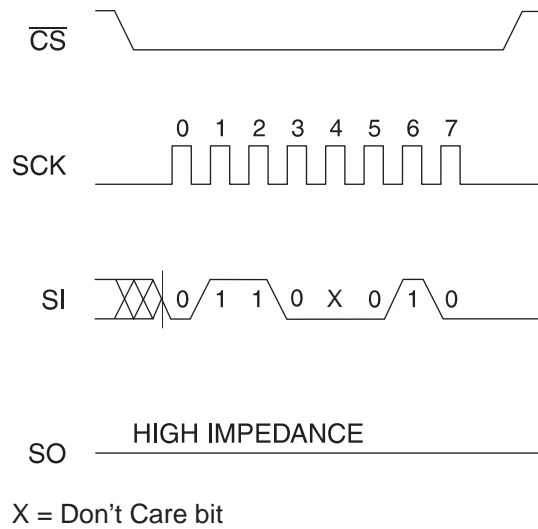 CS
0 1 2 3 4 5 6 7
SCK
SI 0 1 1 0 X 0 1 0
HIGH IMPEDANCE
SO
X = Don't Care bit